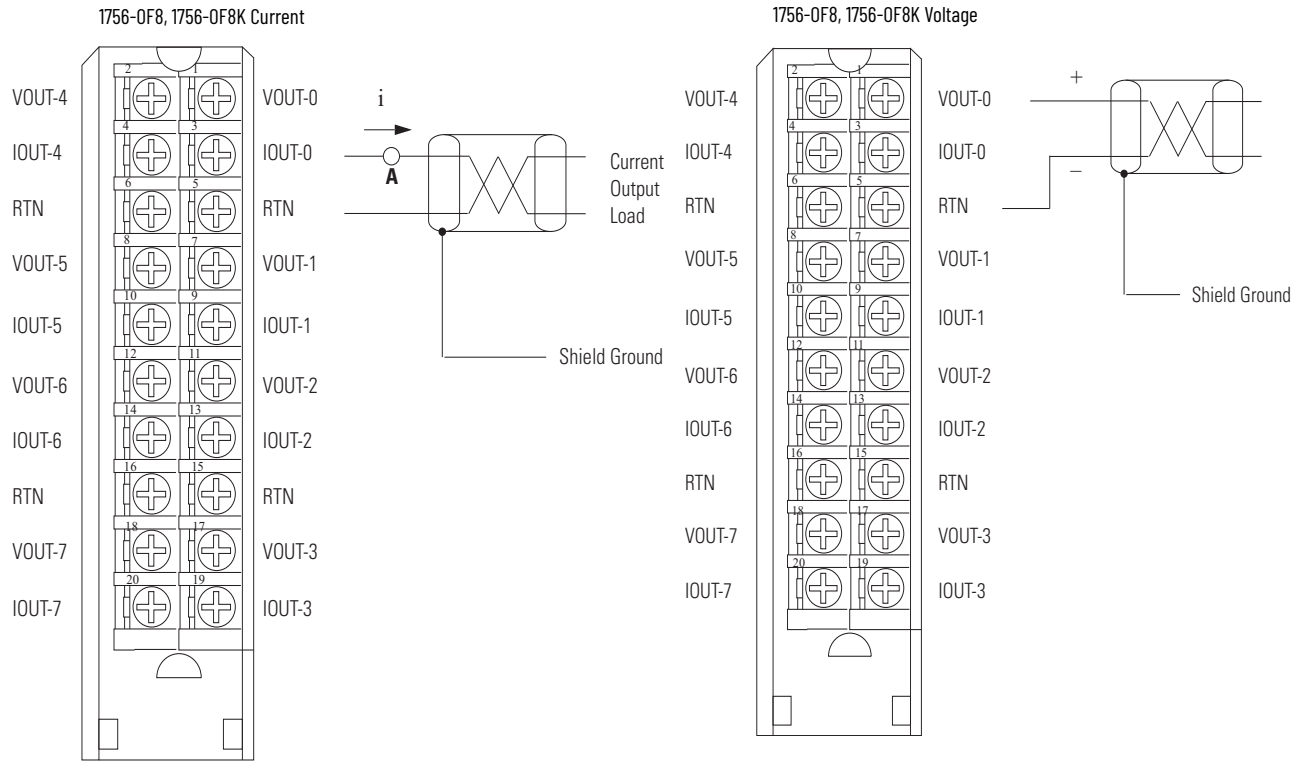 1756-OF8, 1756-OF8K Current
2 1
VOUT-4 VOUT-0
4 3
IOUT-4 IOUT-0
6 5
RTN RTN
8 7
VOUT-5 VOUT-1
10 9
IOUT-5 IOUT-1
12 11
VOUT-6 VOUT-2
14 13
IOUT-6 IOUT-2
16 15
RTN RTN
18 17
VOUT-7 VOUT-3
20 19
IOUT-7 IOUT-3
i
A
Current
Output
Load
Shield Ground
1756-OF8, 1756-OF8K Voltage
2 1
VOUT-4 VOUT-0
4 3
IOUT-4 IOUT-0
6 5
RTN RTN
8 7
VOUT-5 VOUT-1
10 9
IOUT-5 IOUT-1
12 11
VOUT-6 VOUT-2
14 13
IOUT-6 IOUT-2
16 15
RTN RTN
18 17
VOUT-7 VOUT-3
20 19
IOUT-7 IOUT-3
+
–
Shield Ground